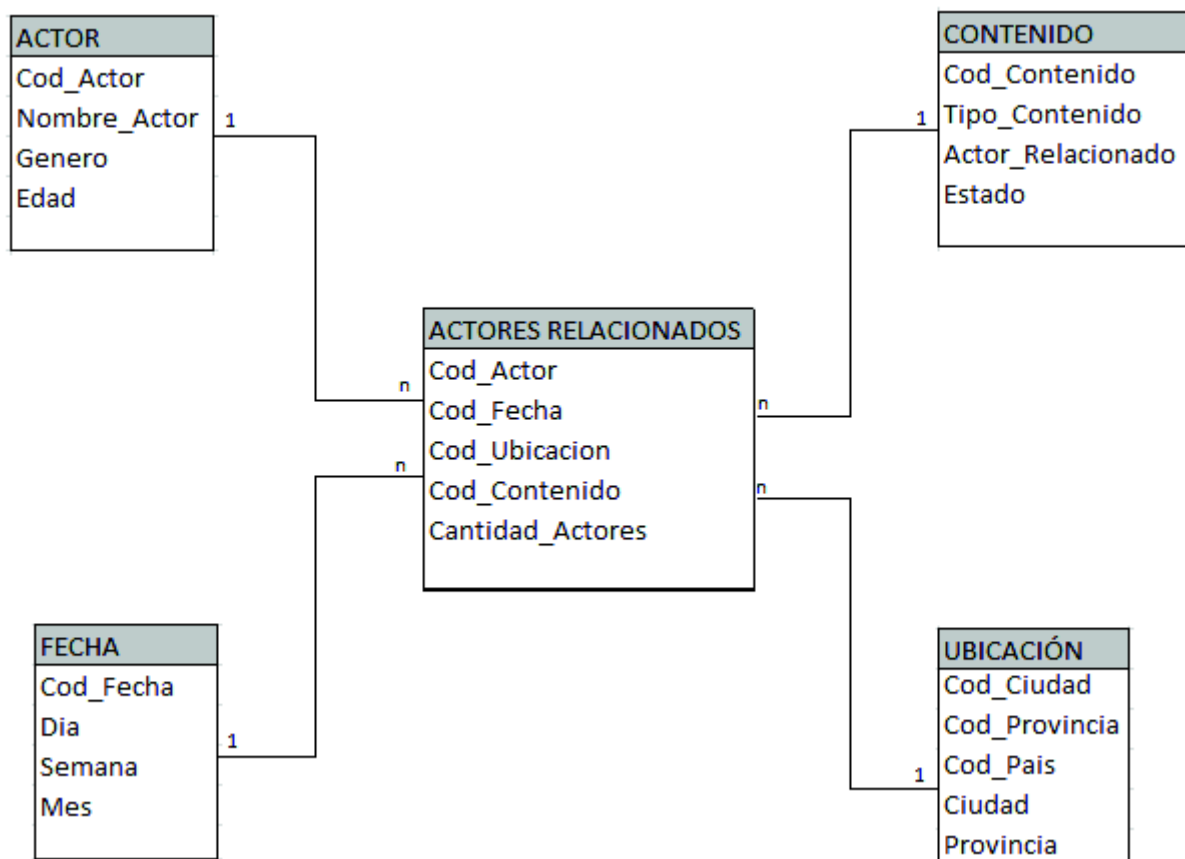 ACTOR
Cod_Actor
Nombre_Actor
Genero
Edad
1
CONTENIDO
Cod_Contenido
Tipo_Contenido
Actor_Relacionado
Estado
1
ACTORES RELACIONADOS
Cod_Actor
Cod_Fecha
Cod_Ubicacion
Cod_Contenido
Cantidad_Actores
n
n
n
n
FECHA
Cod_Fecha
Dia
Semana
Mes
1
UBICACIÓN
Cod_Ciudad
Cod_Provincia
Cod_Pais
Ciudad
Provincia
1